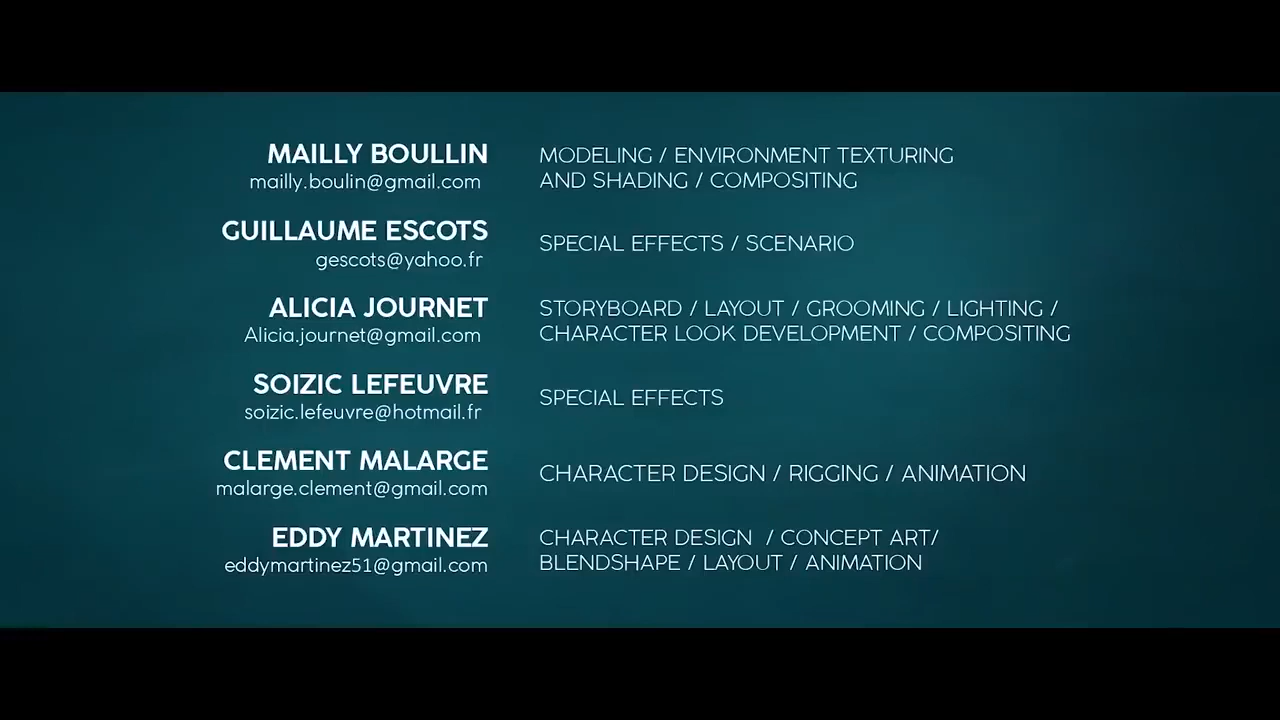 MAILLY BOULLIN
mailly.boulin@gmail.com
MODELING / ENVIRONMENT TEXTURING
AND SHADING / COMPOSITING
GUILLAUME ESCOTS
gescots@yahoo.fr
SPECIAL EFFECTS / SCENARIO
ALICIA JOURNET
Alicia.journet@gmail.com
STORYBOARD / LAYOUT / GROOMING / LIGHTING /
CHARACTER LOOK DEVELOPMENT / COMPOSITING
SOIZIC LEFEUVRE
soizic.lefeuvre@hotmail.fr
SPECIAL EFFECTS
CLEMENT MALARGE
malarge.clement@gmail.com
CHARACTER DESIGN / RIGGING / ANIMATION
EDDY MARTINEZ
eddymartinez51@gmail.com
CHARACTER DESIGN  / CONCEPT ART/
BLENDSHAPE / LAYOUT / ANIMATION